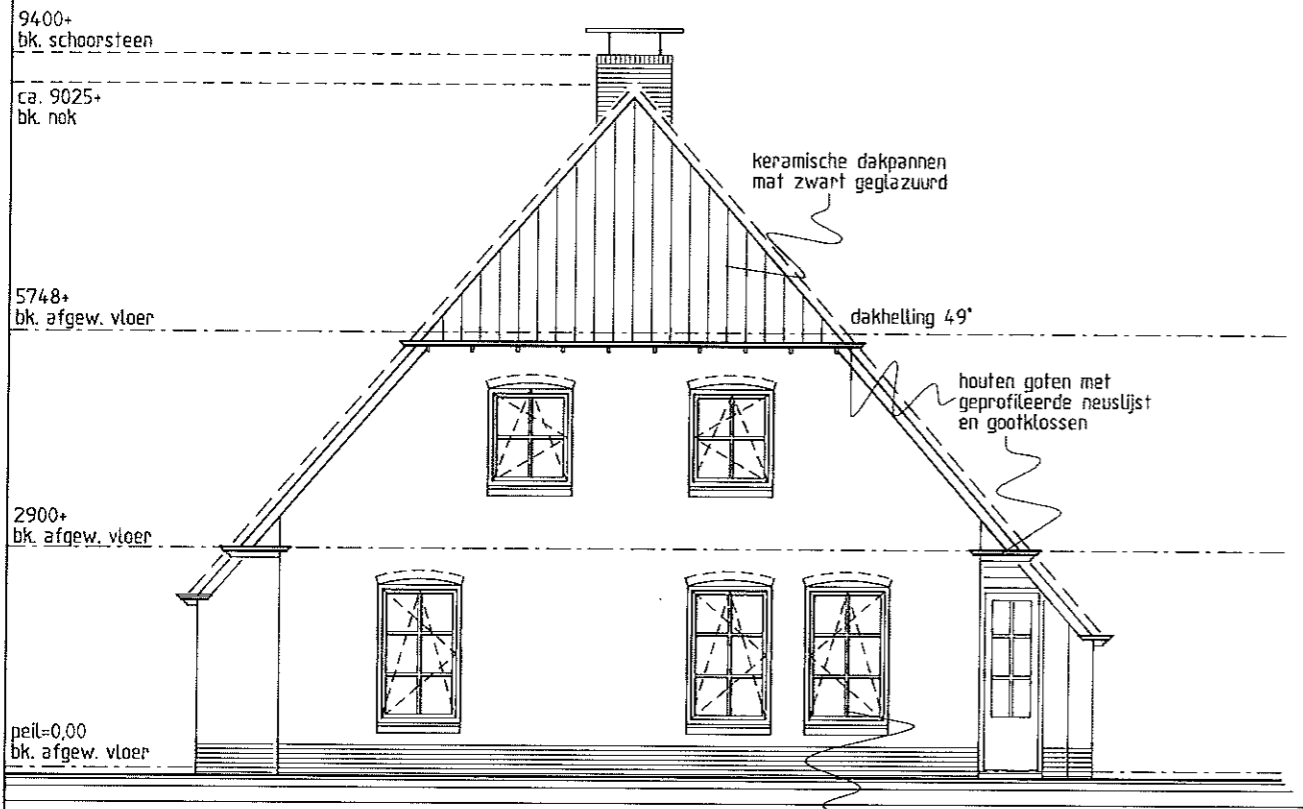 9400+
bk. schoorsteen
ca. 9025+
bk. nok
keramische dakpannen
mat zwart geglazuurd
5748+
bk. afgew. vloer
dakhelling 49°
houten goten met
geprofileerde neuslijst
en gootklossen
2900+
bk. afgew. vloer
peil=0,00
bk. afgew. vloer